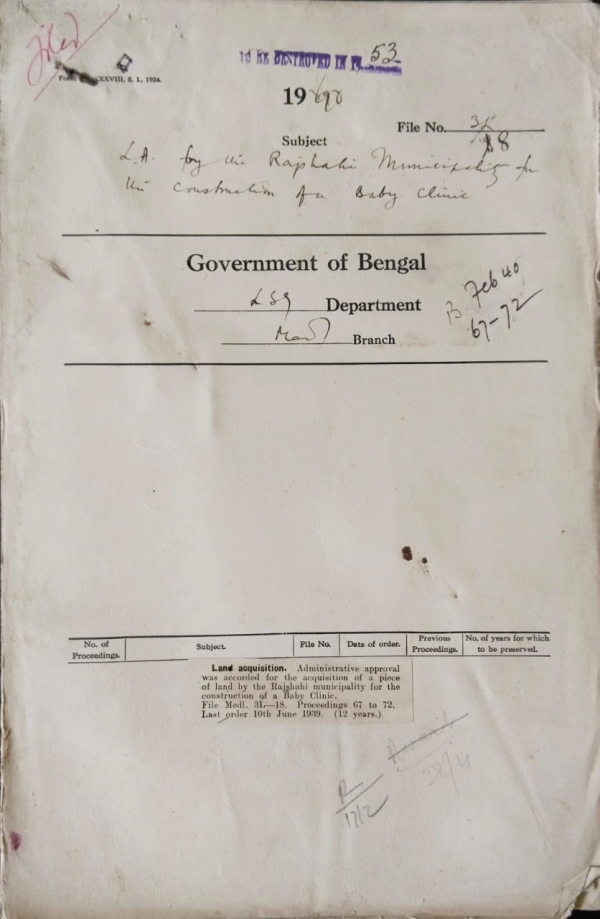 Filed
TO BE DESTROYED IN 53
Form XXVIII, S. I., 1924.
19
File No. 3L/18
Subject
L.A. by the Rajshahi Municipality for
the construction of a Baby Clinic
Government of Bengal
LSG Department
Medl Branch
B. Feb 40
67-72
No. of Proceedings. Subject. File No. Date of order. Previous Proceedings. No. of years for which to be preserved.
Land acquisition. Administrative approval
was accorded for the acquisition of a piece
of land by the Rajshahi municipality for the
construction of a Baby Clinic.
File Medl. 3L—18. Proceedings 67 to 72.
Last order 10th June 1939. (12 years.)
28/4
R
17/2